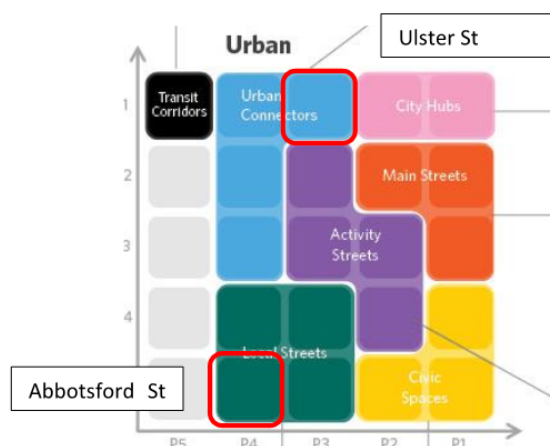 Urban
Ulster St
1
Transit
Corridors
Urban
Connectors
City Hubs
2
Main Streets
3
Activity
Streets
4
Local Streets
Abbotsford St
Civic
Spaces
P5
P4
P3
P2
P1